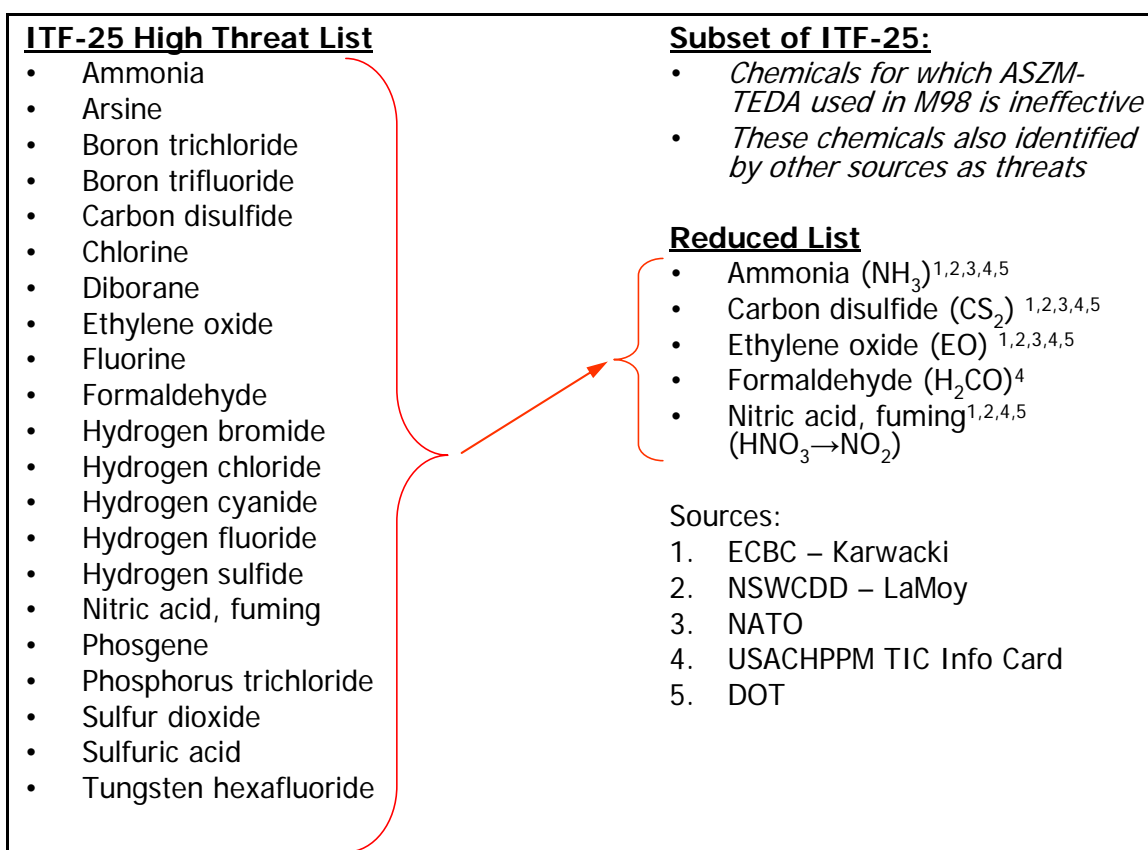 ITF-25 High Threat List
• Ammonia
• Arsine
• Boron trichloride
• Boron trifluoride
• Carbon disulfide
• Chlorine
• Diborane
• Ethylene oxide
• Fluorine
• Formaldehyde
• Hydrogen bromide
• Hydrogen chloride
• Hydrogen cyanide
• Hydrogen fluoride
• Hydrogen sulfide
• Nitric acid, fuming
• Phosgene
• Phosphorus trichloride
• Sulfur dioxide
• Sulfuric acid
• Tungsten hexafluoride
Subset of ITF-25:
• Chemicals for which ASZM-
TEDA used in M98 is ineffective
• These chemicals also identified
by other sources as threats
Reduced List
• Ammonia (NH₃)¹,²,³,⁴,⁵
• Carbon disulfide (CS₂) ¹,²,³,⁴,⁵
• Ethylene oxide (EO) ¹,²,³,⁴,⁵
• Formaldehyde (H₂CO)⁴
• Nitric acid, fuming¹,²,⁴,⁵
(HNO₃→NO₂)
Sources:
1. ECBC – Karwacki
2. NSWCDD – LaMoy
3. NATO
4. USACHPPM TIC Info Card
5. DOT